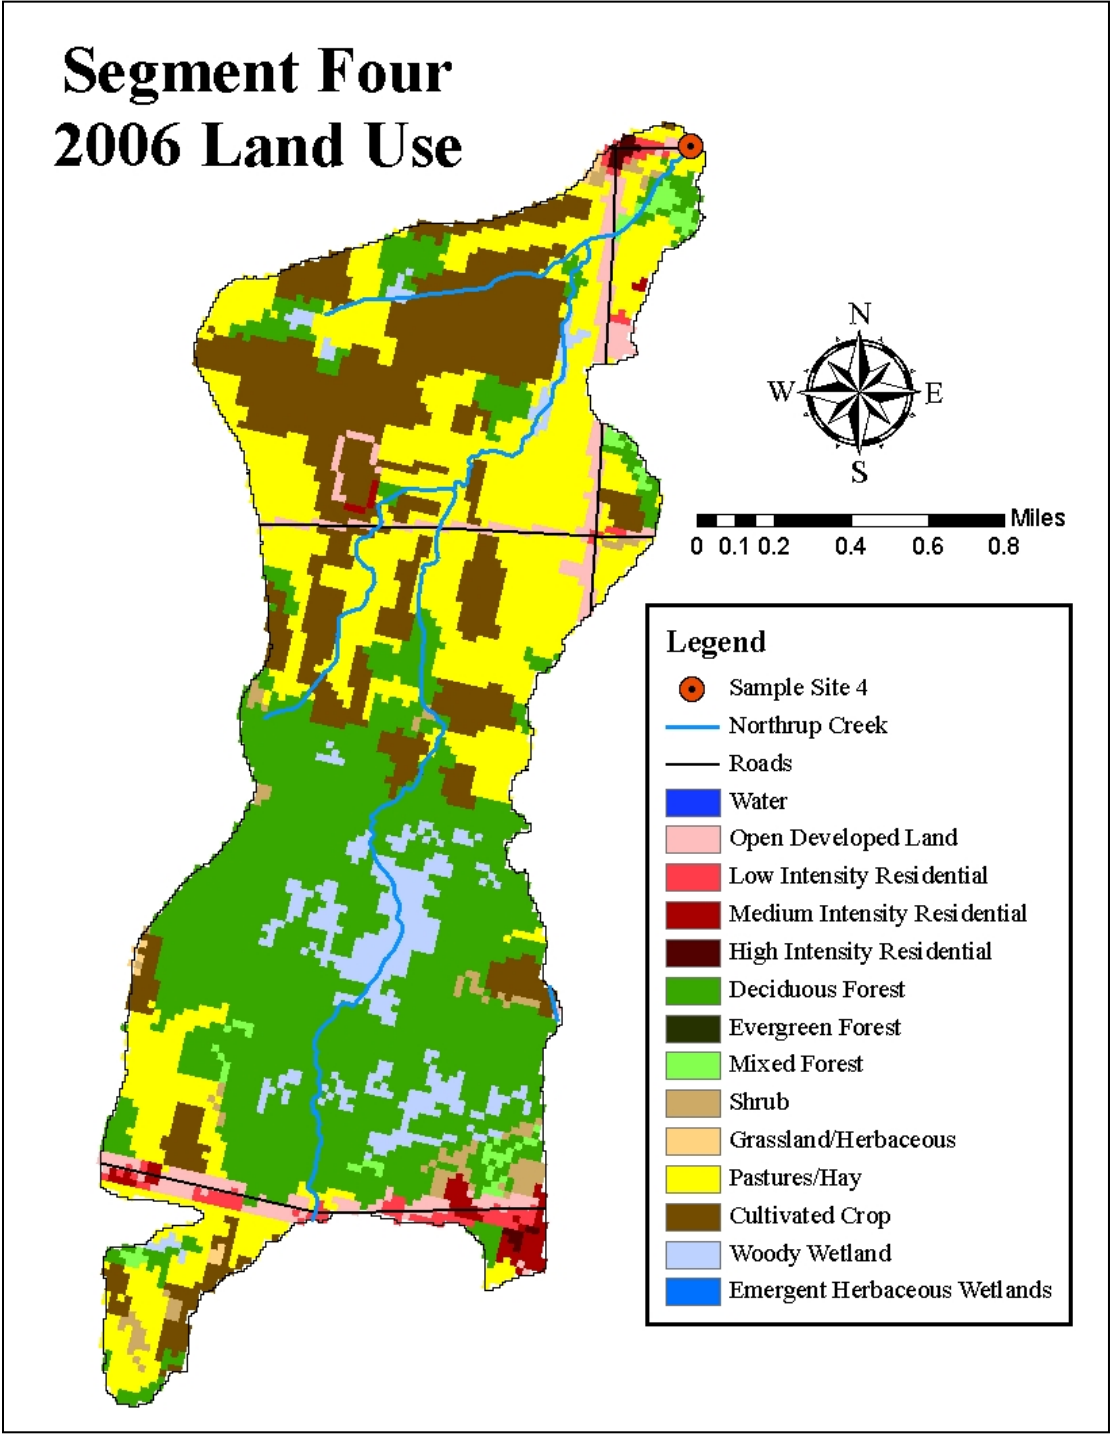 Segment Four
2006 Land Use
N
W
E
S
Miles
0 0.1 0.2 0.4 0.6 0.8
Legend
Sample Site 4
Northrup Creek
Roads
Water
Open Developed Land
Low Intensity Residential
Medium Intensity Residential
High Intensity Residential
Deciduous Forest
Evergreen Forest
Mixed Forest
Shrub
Grassland/Herbaceous
Pastures/Hay
Cultivated Crop
Woody Wetland
Emergent Herbaceous Wetlands